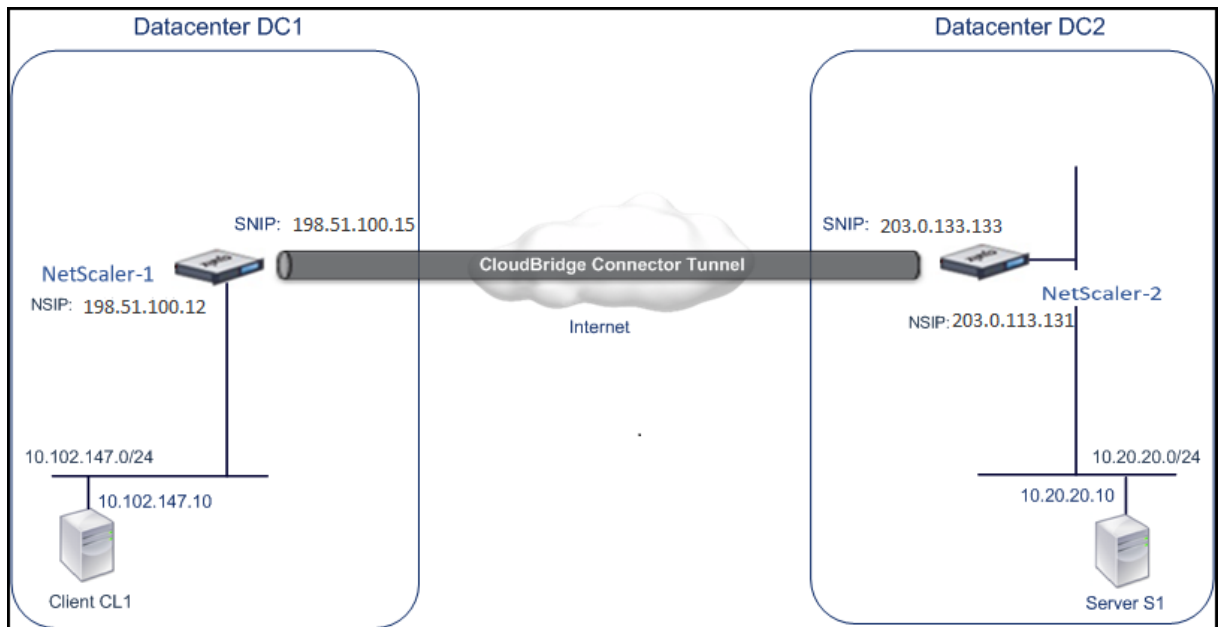 Datacenter DC1
Datacenter DC2
SNIP: 198.51.100.15
SNIP: 203.0.133.133
CloudBridge Connector Tunnel
NetScaler-1
NetScaler-2
NSIP: 198.51.100.12
Internet
NSIP: 203.0.113.131
10.102.147.0/24
10.20.20.0/24
10.102.147.10
10.20.20.10
Client CL1
Server S1